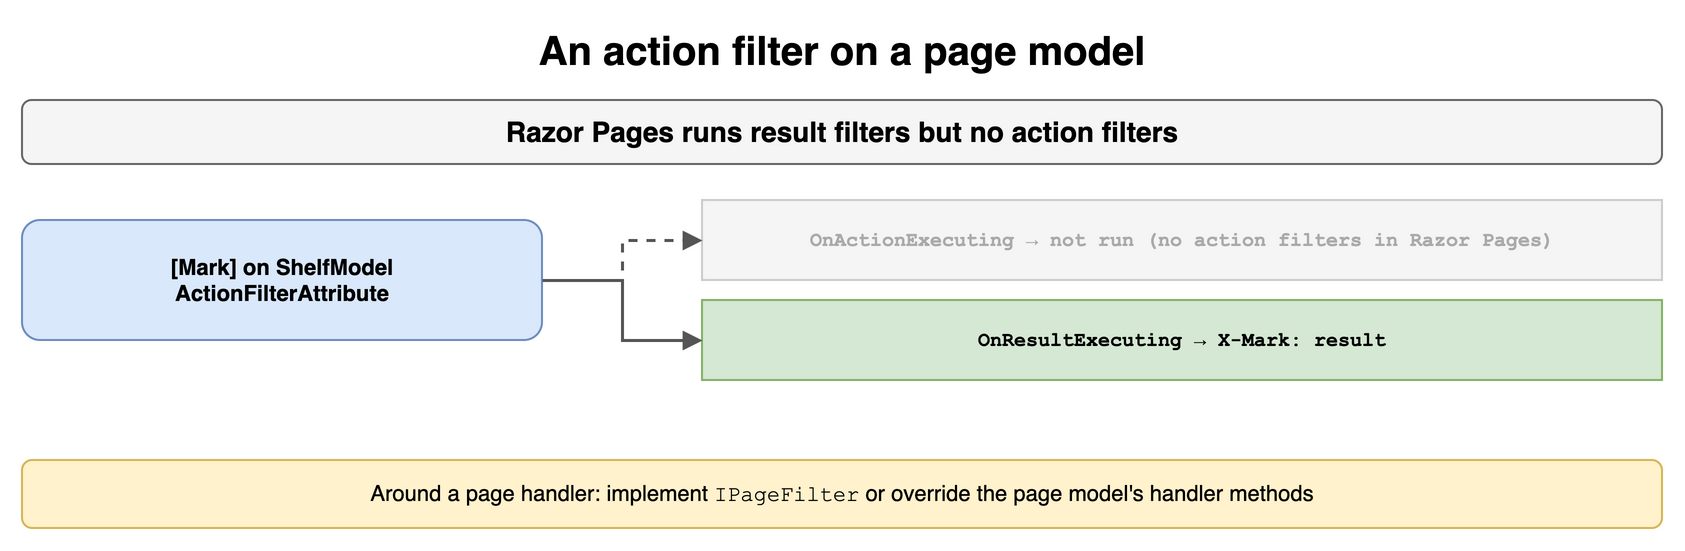 An action filter on a page model
Razor Pages runs result filters but no action filters
[Mark] on ShelfModel
ActionFilterAttribute
OnActionExecuting → not run (no action filters in Razor Pages)
OnResultExecuting → X-Mark: result
Around a page handler: implement IPageFilter or override the page model's handler methods